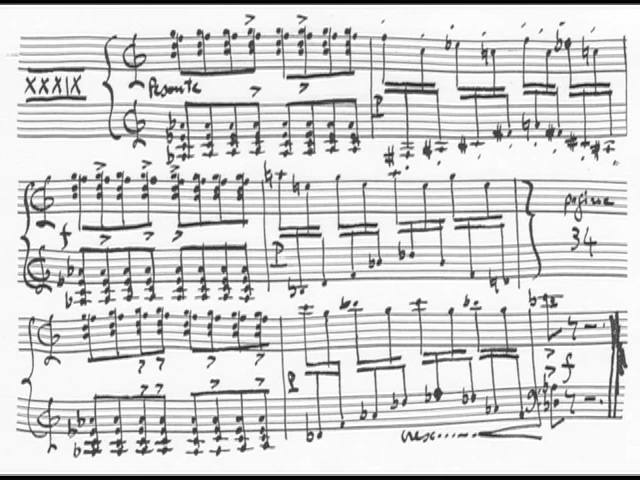 XXXIX
Pesante
P
f
P
pagina
34
P
f
cresc......